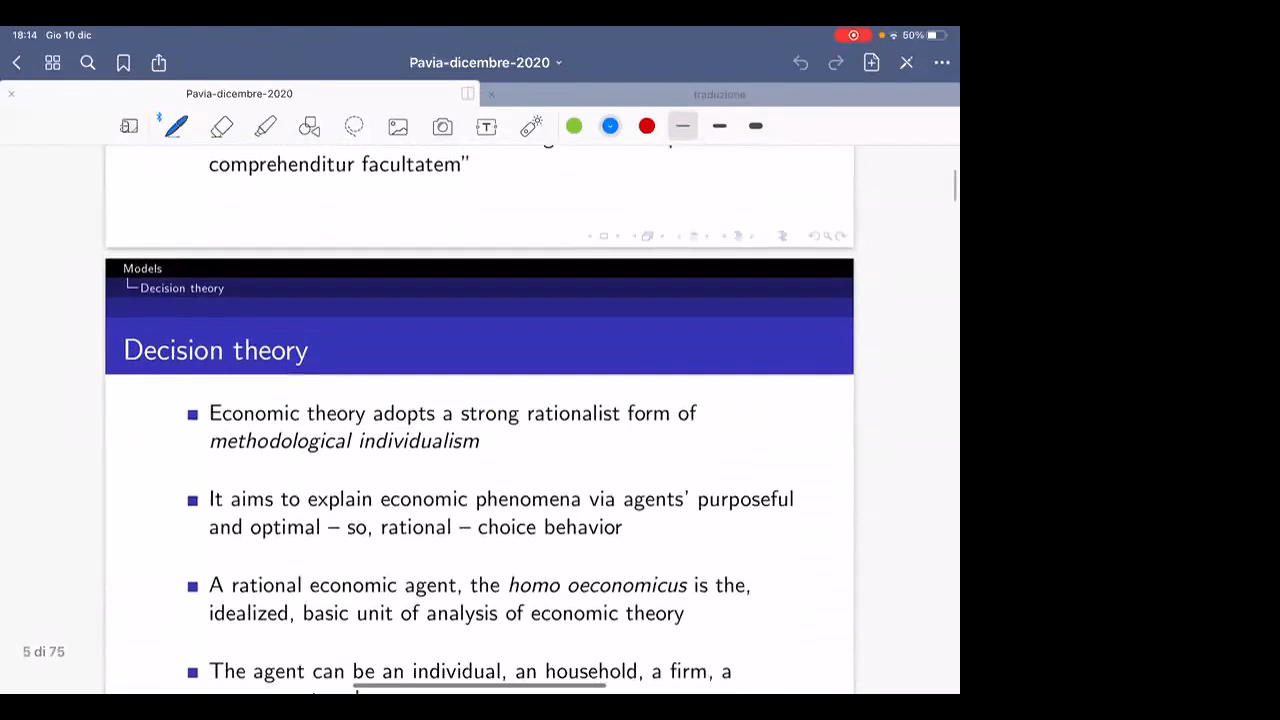 18:14 Gio 10 dic
50%
Pavia-dicembre-2020
Pavia-dicembre-2020
traduzione
comprehenditur facultatem”
Models
Decision theory
Decision theory
Economic theory adopts a strong rationalist form of
methodological individualism
It aims to explain economic phenomena via agents’ purposeful
and optimal – so, rational – choice behavior
A rational economic agent, the homo oeconomicus is the,
idealized, basic unit of analysis of economic theory
5 di 75
The agent can be an individual, an household, a firm, a